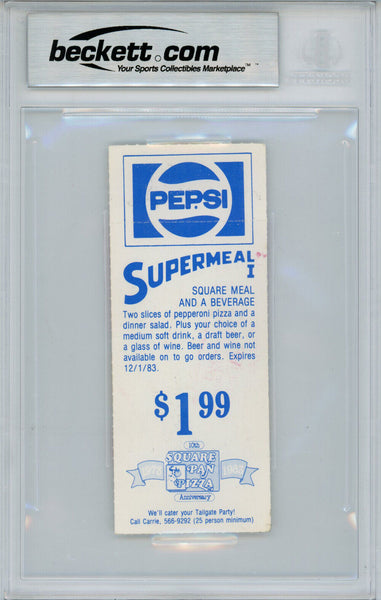 beckett.com
Your Sports Collectibles Marketplace™
PEPSI
SUPERMEAL
I
SQUARE MEAL
AND A BEVERAGE
Two slices of pepperoni pizza and a
dinner salad. Plus your choice of a
medium soft drink, a draft beer, or
a glass of wine. Beer and wine not
available on to go orders. Expires
12/1/83.
$1 99
10th
SQUARE
1973 PAN 1983
PIZZA
Anniversary
We'll cater your Tailgate Party!
Call Carrie, 566-9292 (25 person minimum)